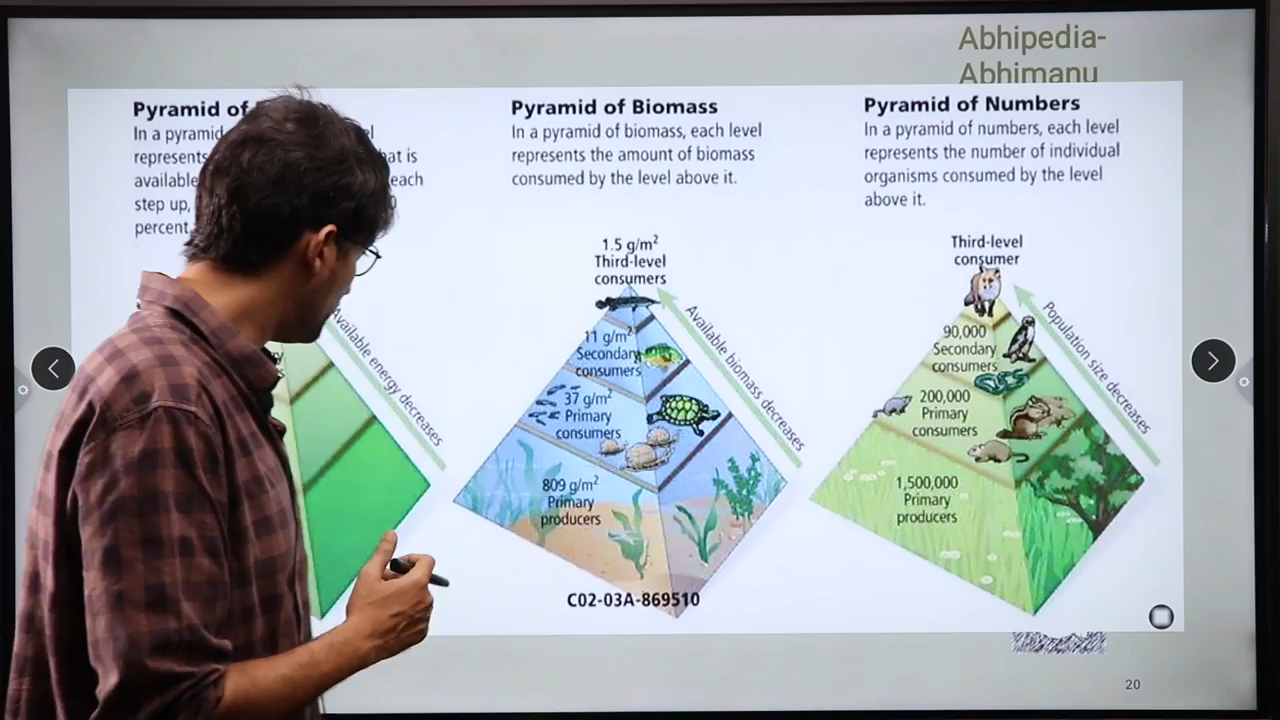 Abhipedia-
Abhimanu
Pyramid of
In a pyramid
represents
hat is
available
each
step up,
percent
Available energy decreases
Pyramid of Biomass
In a pyramid of biomass, each level
represents the amount of biomass
consumed by the level above it.
1.5 g/m²
Third-level
consumers
11 g/m²
Secondary
consumers
37 g/m²
Primary
consumers
809 g/m²
Primary
producers
Available biomass decreases
C02-03A-869510
Pyramid of Numbers
In a pyramid of numbers, each level
represents the number of individual
organisms consumed by the level
above it.
Third-level
consumer
90,000
Secondary
consumers
200,000
Primary
consumers
1,500,000
Primary
producers
Population size decreases
20